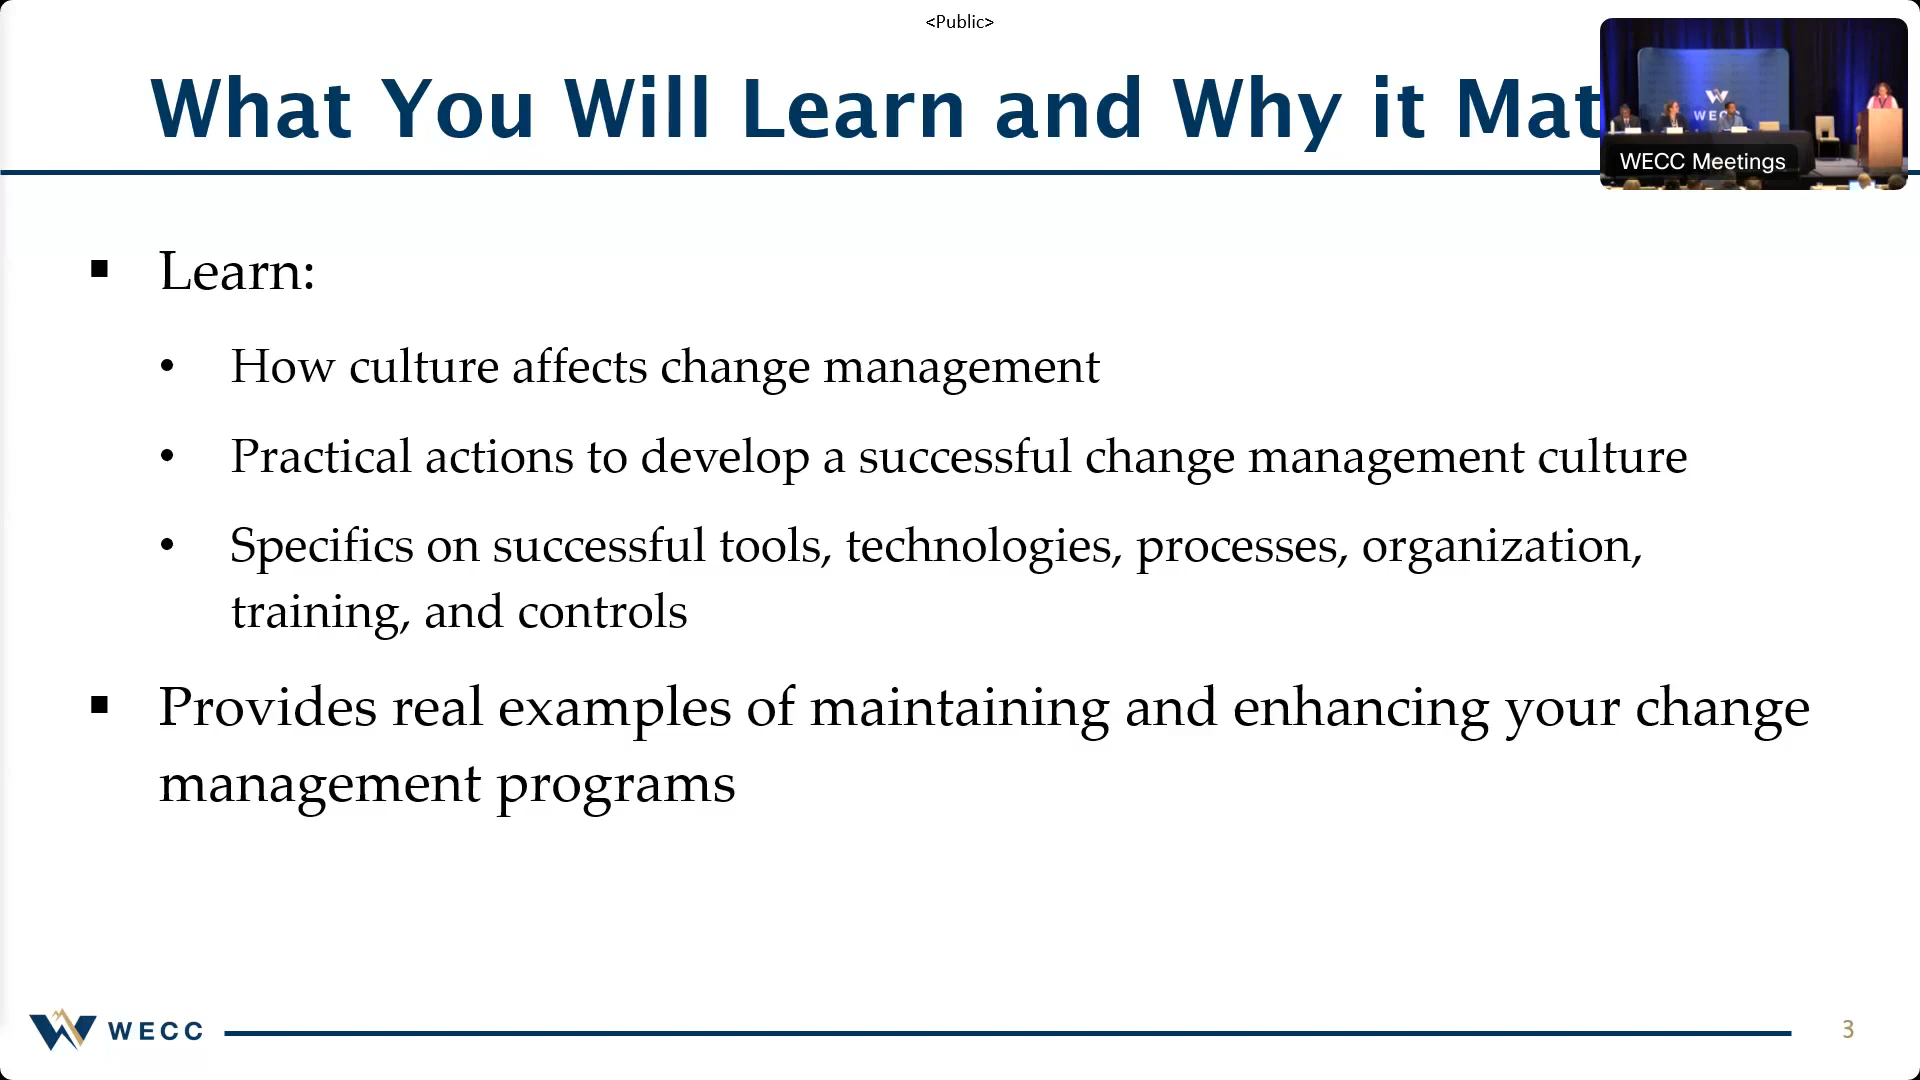 <Public>
What You Will Learn and Why it Mat
WECC
WECC Meetings
▪ Learn:
• How culture affects change management
• Practical actions to develop a successful change management culture
• Specifics on successful tools, technologies, processes, organization,
training, and controls
▪ Provides real examples of maintaining and enhancing your change
management programs
WECC
3